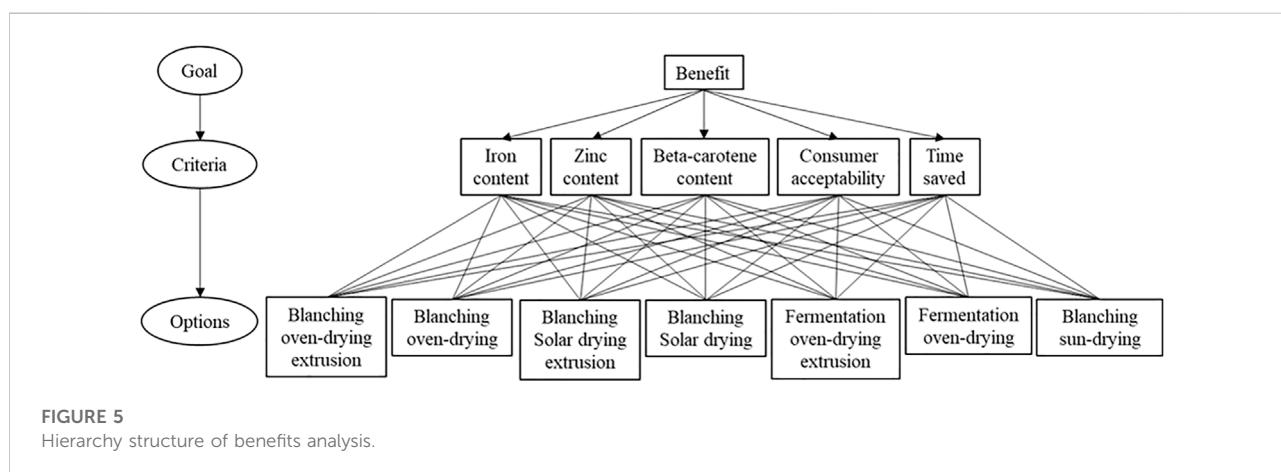 Goal
Benefit
Criteria
Iron
content
Zinc
content
Beta-carotene
content
Consumer
acceptability
Time
saved
Options
Blanching
oven-drying
extrusion
Blanching
oven-drying
Blanching
Solar drying
extrusion
Blanching
Solar drying
Fermentation
oven-drying
extrusion
Fermentation
oven-drying
Blanching
sun-drying
FIGURE 5
Hierarchy structure of benefits analysis.